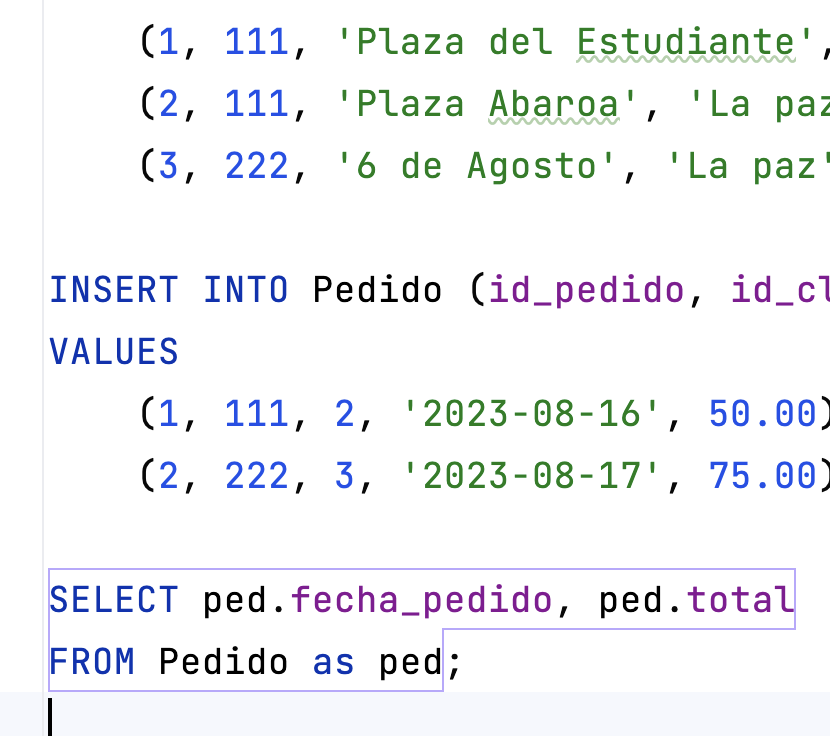 (1, 111, 'Plaza del Estudiante',
(2, 111, 'Plaza Abaroa', 'La paz
(3, 222, '6 de Agosto', 'La paz'
INSERT INTO Pedido (id_pedido, id_cl
VALUES
(1, 111, 2, '2023-08-16', 50.00)
(2, 222, 3, '2023-08-17', 75.00)
SELECT ped.fecha_pedido, ped.total
FROM Pedido as ped;